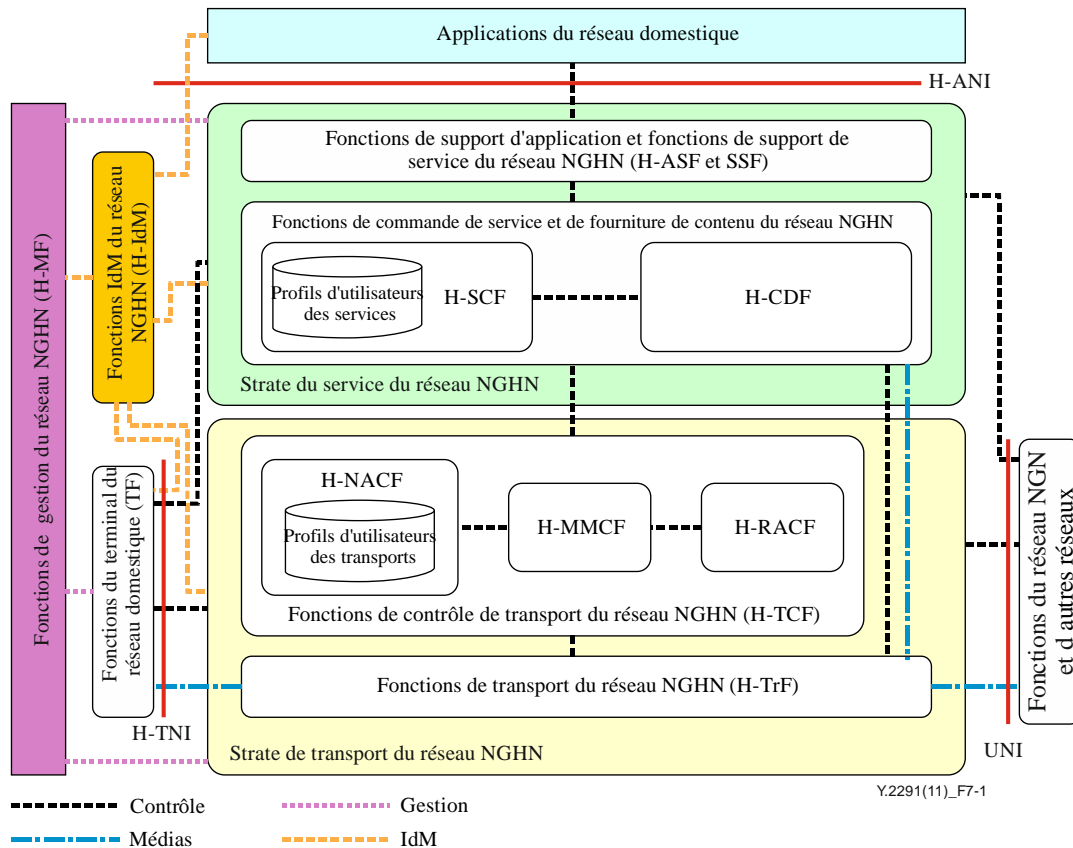 Applications du réseau domestique
H-ANI
Fonctions de gestion du réseau NGHN (H-MF)
Fonctions IdM du réseau
NGHN (H-IdM)
Fonctions de support d'application et fonctions de support de
service du réseau NGHN (H-ASF et SSF)
Fonctions de commande de service et de fourniture de contenu du réseau NGHN
Profils d'utilisateurs
des services
H-SCF
H-CDF
Strate du service du réseau NGHN
Fonctions du terminal du
réseau domestique (TF)
H-TNI
H-NACF
Profils d'utilisateurs
des transports
H-MMCF
H-RACF
Fonctions de contrôle de transport du réseau NGHN (H-TCF)
Fonctions de transport du réseau NGHN (H-TrF)
Strate de transport du réseau NGHN
Fonctions du réseau NGN
et d autres réseaux
UNI
Y.2291(11)_F7-1
Contrôle
Gestion
Médias
IdM